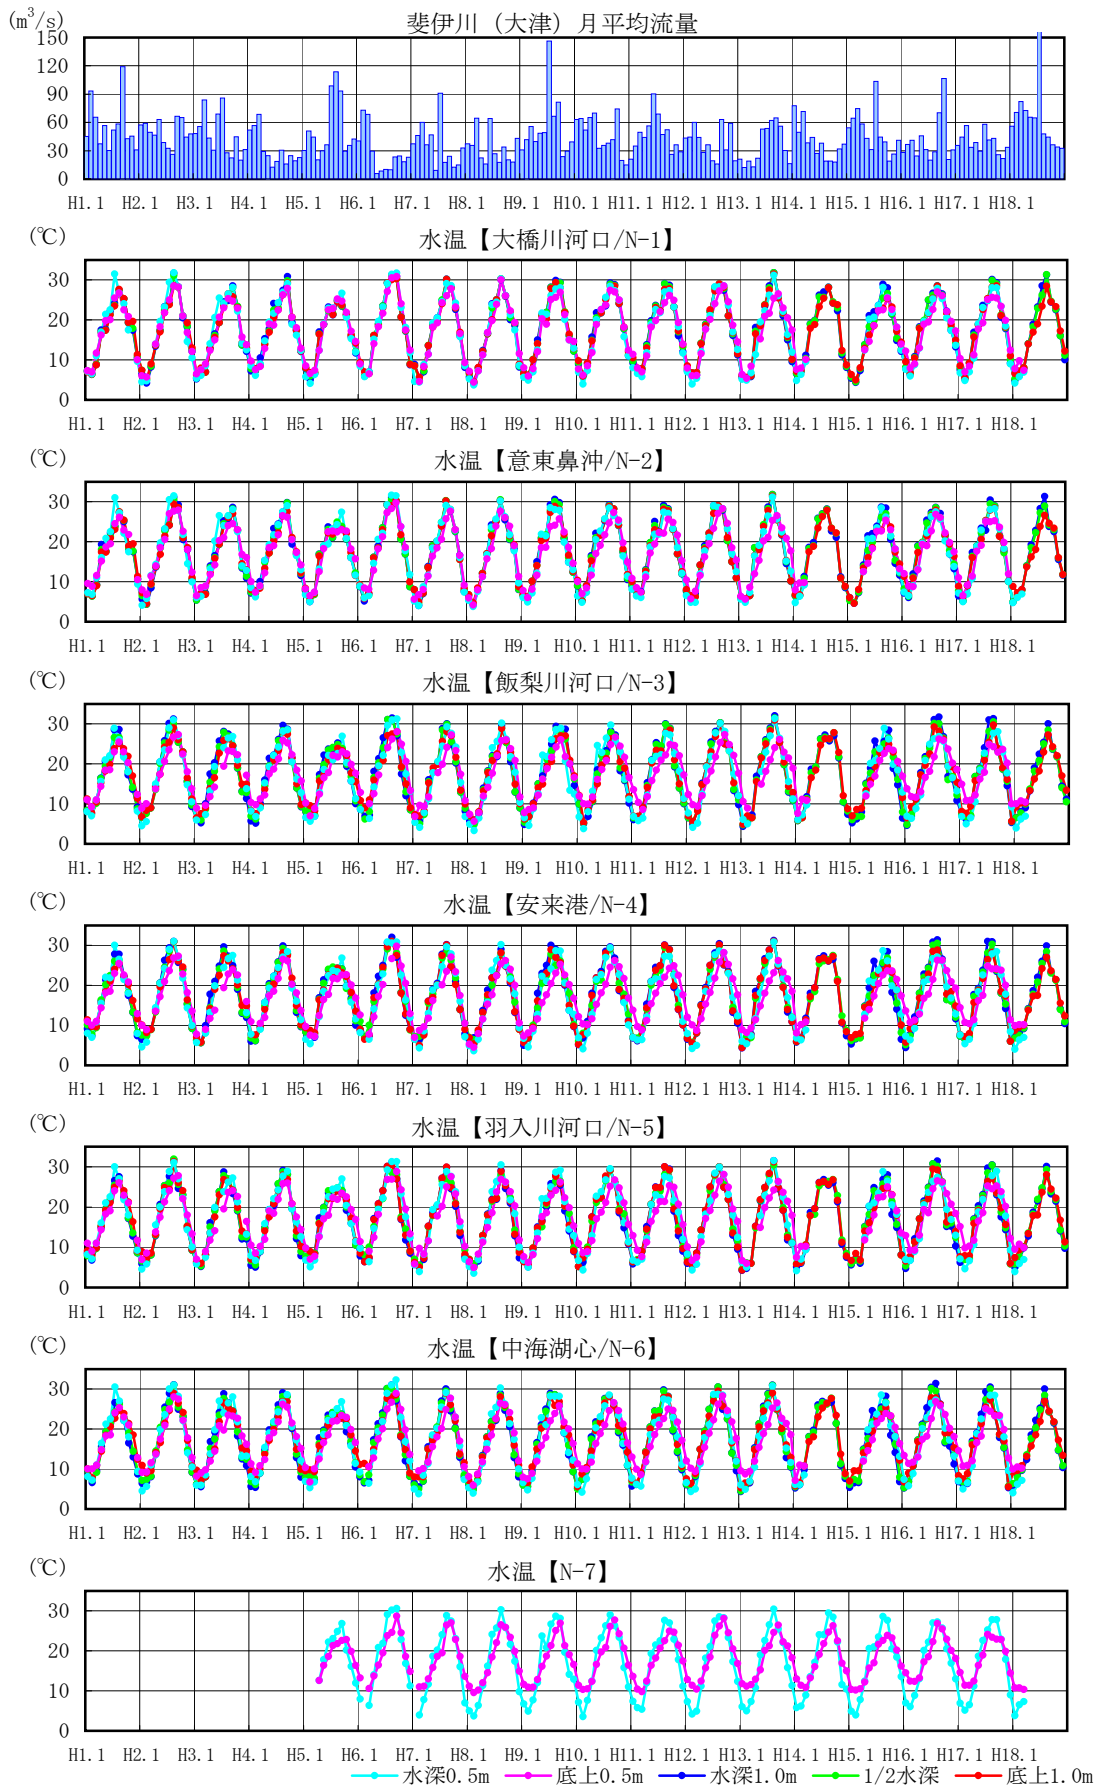 (m³/s) 斐伊川（大津）月平均流量
150
120
90
60
30
0
H1.1 H2.1 H3.1 H4.1 H5.1 H6.1 H7.1 H8.1 H9.1 H10.1 H11.1 H12.1 H13.1 H14.1 H15.1 H16.1 H17.1 H18.1
(℃) 水温【大橋川河口/N-1】
30
20
10
0
H1.1 H2.1 H3.1 H4.1 H5.1 H6.1 H7.1 H8.1 H9.1 H10.1 H11.1 H12.1 H13.1 H14.1 H15.1 H16.1 H17.1 H18.1
(℃) 水温【意東鼻沖/N-2】
30
20
10
0
H1.1 H2.1 H3.1 H4.1 H5.1 H6.1 H7.1 H8.1 H9.1 H10.1 H11.1 H12.1 H13.1 H14.1 H15.1 H16.1 H17.1 H18.1
(℃) 水温【飯梨川河口/N-3】
30
20
10
0
H1.1 H2.1 H3.1 H4.1 H5.1 H6.1 H7.1 H8.1 H9.1 H10.1 H11.1 H12.1 H13.1 H14.1 H15.1 H16.1 H17.1 H18.1
(℃) 水温【安来港/N-4】
30
20
10
0
H1.1 H2.1 H3.1 H4.1 H5.1 H6.1 H7.1 H8.1 H9.1 H10.1 H11.1 H12.1 H13.1 H14.1 H15.1 H16.1 H17.1 H18.1
(℃) 水温【羽入川河口/N-5】
30
20
10
0
H1.1 H2.1 H3.1 H4.1 H5.1 H6.1 H7.1 H8.1 H9.1 H10.1 H11.1 H12.1 H13.1 H14.1 H15.1 H16.1 H17.1 H18.1
(℃) 水温【中海湖心/N-6】
30
20
10
0
H1.1 H2.1 H3.1 H4.1 H5.1 H6.1 H7.1 H8.1 H9.1 H10.1 H11.1 H12.1 H13.1 H14.1 H15.1 H16.1 H17.1 H18.1
(℃) 水温【N-7】
30
20
10
0
H1.1 H2.1 H3.1 H4.1 H5.1 H6.1 H7.1 H8.1 H9.1 H10.1 H11.1 H12.1 H13.1 H14.1 H15.1 H16.1 H17.1 H18.1
水深0.5m 底上0.5m 水深1.0m 1/2水深 底上1.0m